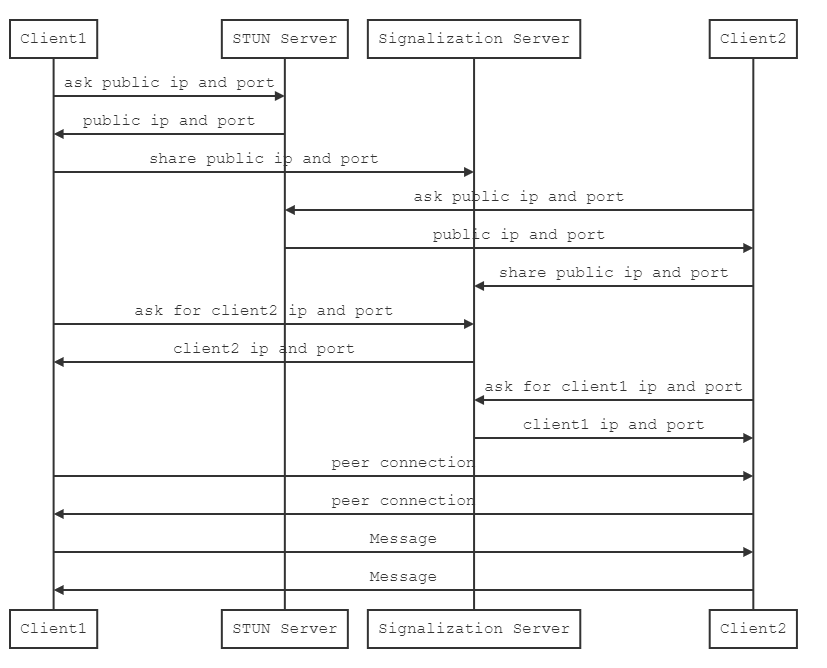 Client1 STUN Server Signalization Server Client2
ask public ip and port
public ip and port
share public ip and port
ask public ip and port
public ip and port
share public ip and port
ask for client2 ip and port
client2 ip and port
ask for client1 ip and port
client1 ip and port
peer connection
peer connection
Message
Message
Client1 STUN Server Signalization Server Client2